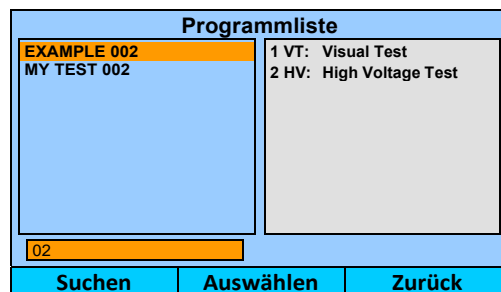 Programmliste
EXAMPLE 002
MY TEST 002
1 VT: Visual Test
2 HV: High Voltage Test
02
Suchen
Auswählen
Zurück